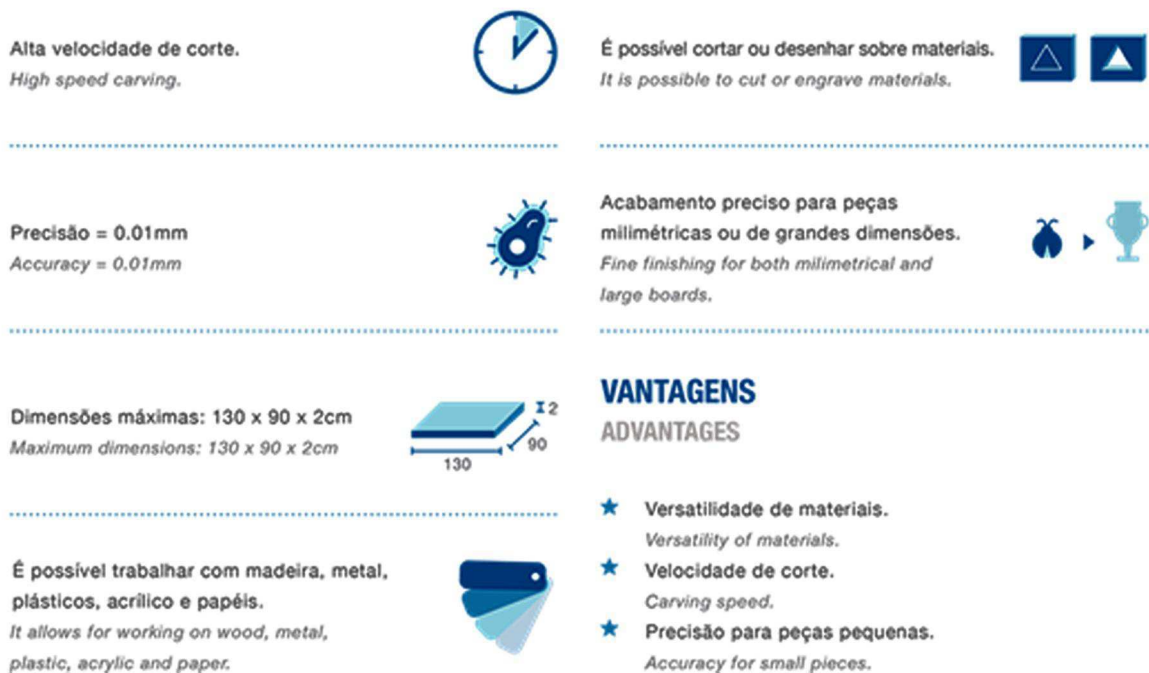 Alta velocidade de corte.
High speed carving.
Precisão = 0.01mm
Accuracy = 0.01mm
Dimensões máximas: 130 x 90 x 2cm
Maximum dimensions: 130 x 90 x 2cm
2
90
130
É possível trabalhar com madeira, metal,
plásticos, acrílico e papéis.
It allows for working on wood, metal,
plastic, acrylic and paper.
É possível cortar ou desenhar sobre materiais.
It is possible to cut or engrave materials.
Acabamento preciso para peças
milimétricas ou de grandes dimensões.
Fine finishing for both milimetrical and
large boards.
VANTAGENS
ADVANTAGES
Versatilidade de materiais.
Versatility of materials.
Velocidade de corte.
Carving speed.
Precisão para peças pequenas.
Accuracy for small pieces.